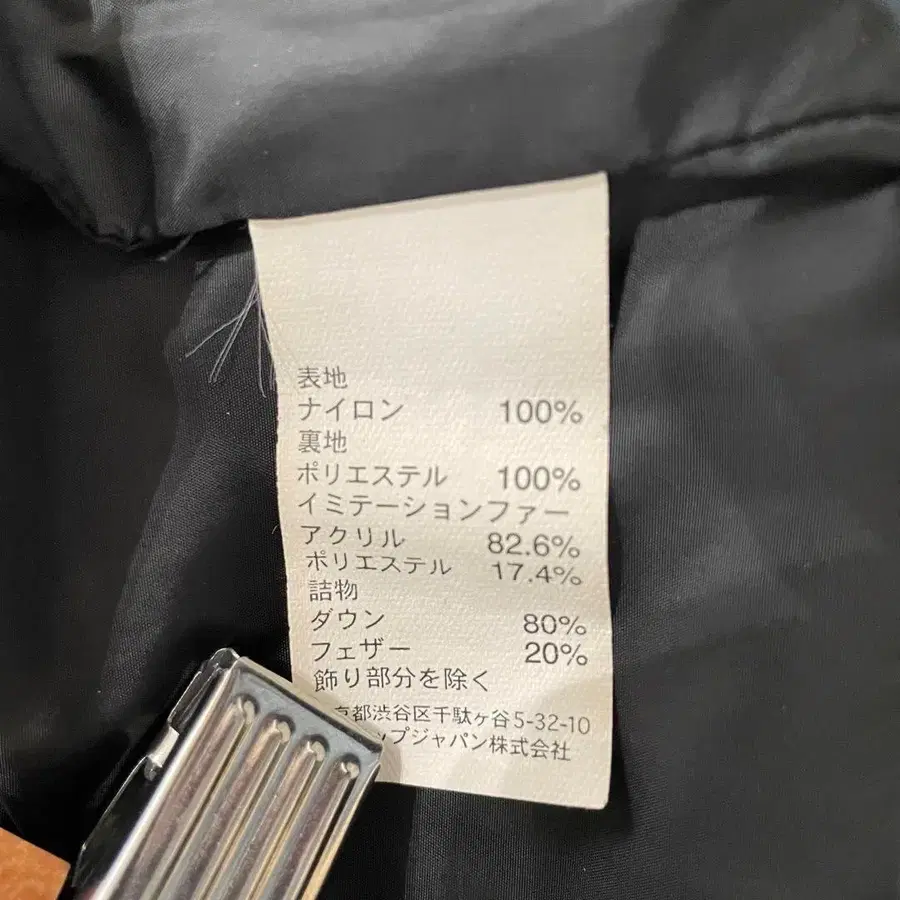 表地
ナイロン 100%
裏地
ポリエステル 100%
イミテーションファー
アクリル 82.6%
ポリエステル 17.4%
詰物
ダウン 80%
フェザー 20%
飾り部分を除く
京都渋谷区千駄ヶ谷5-32-10
ップジャパン株式会社